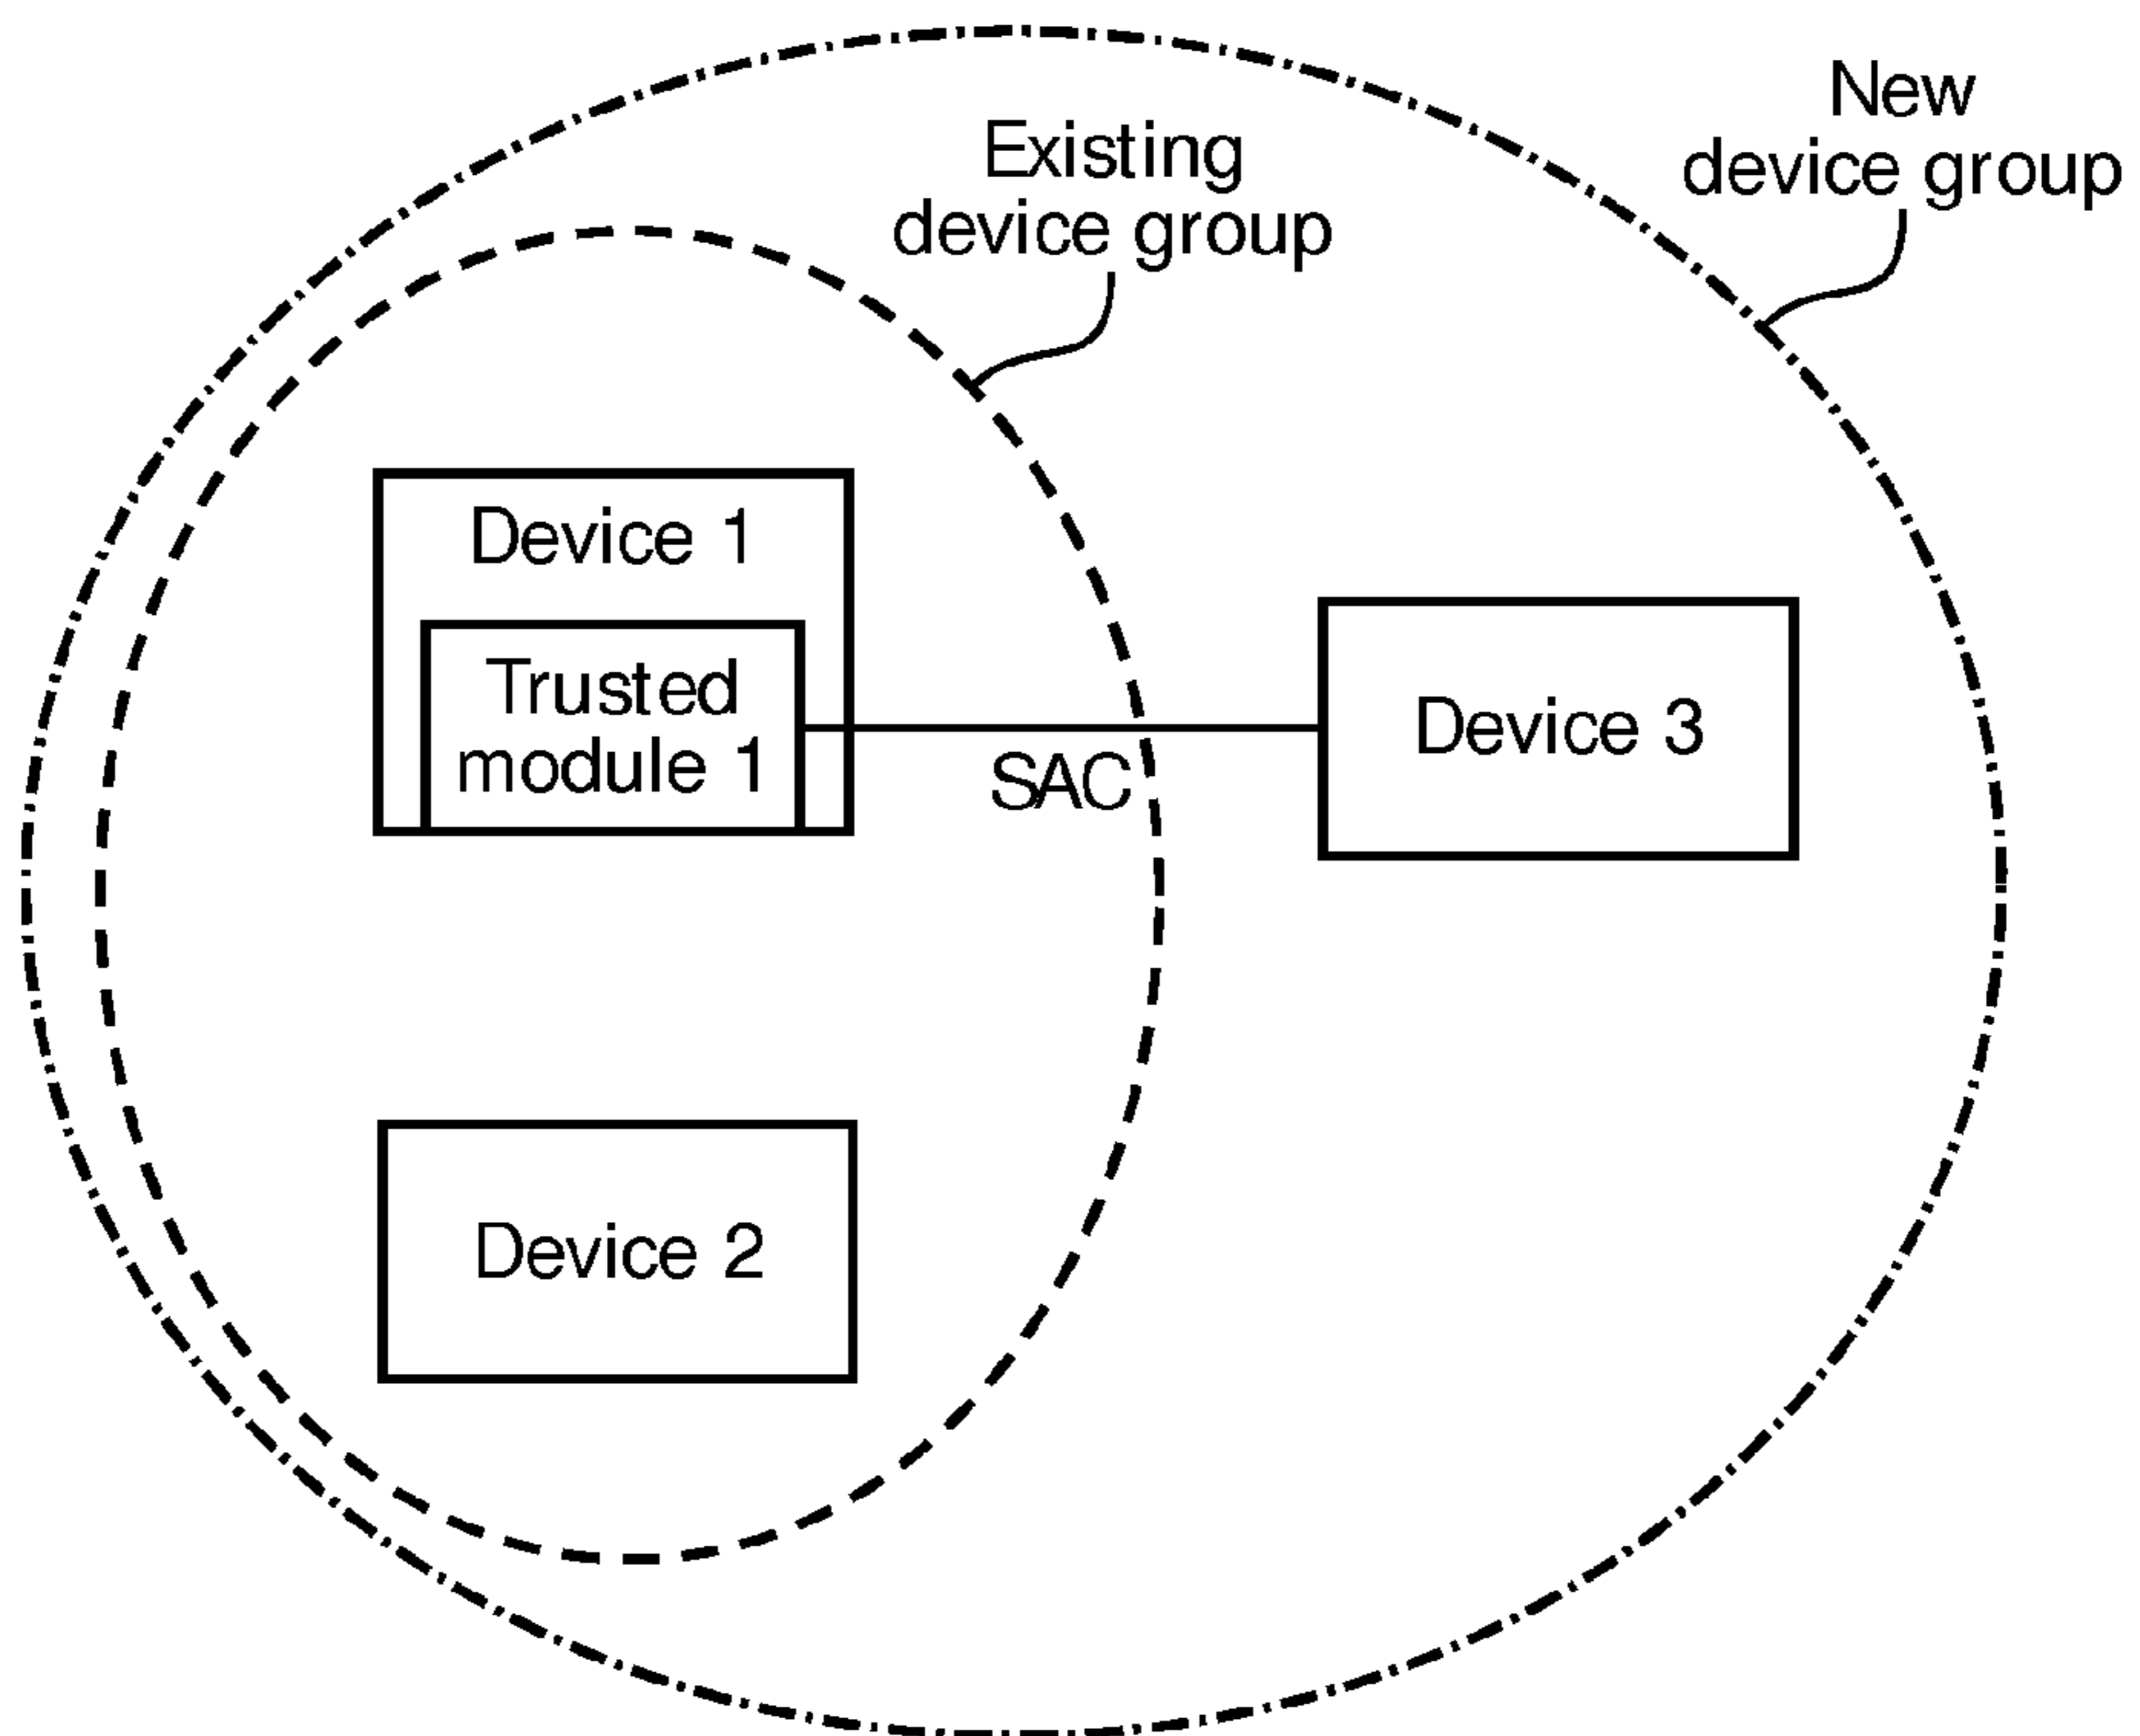 New
device group
Existing
device group
Device 1
Trusted
module 1
SAC
Device 3
Device 2